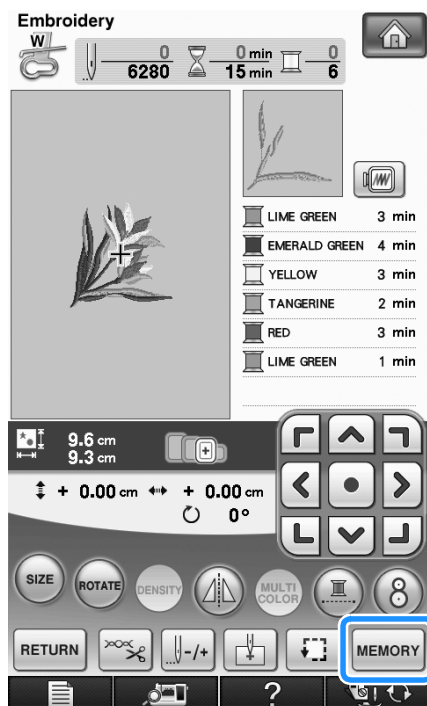 Embroidery
W
0 0 min 0
6280 15 min 6
LIME GREEN 3 min
EMERALD GREEN 4 min
YELLOW 3 min
TANGERINE 2 min
RED 3 min
LIME GREEN 1 min
9.6 cm
9.3 cm
+ 0.00 cm + 0.00 cm
0°
SIZE ROTATE DENSITY MULTI COLOR 8
RETURN -/+ MEMORY
? !